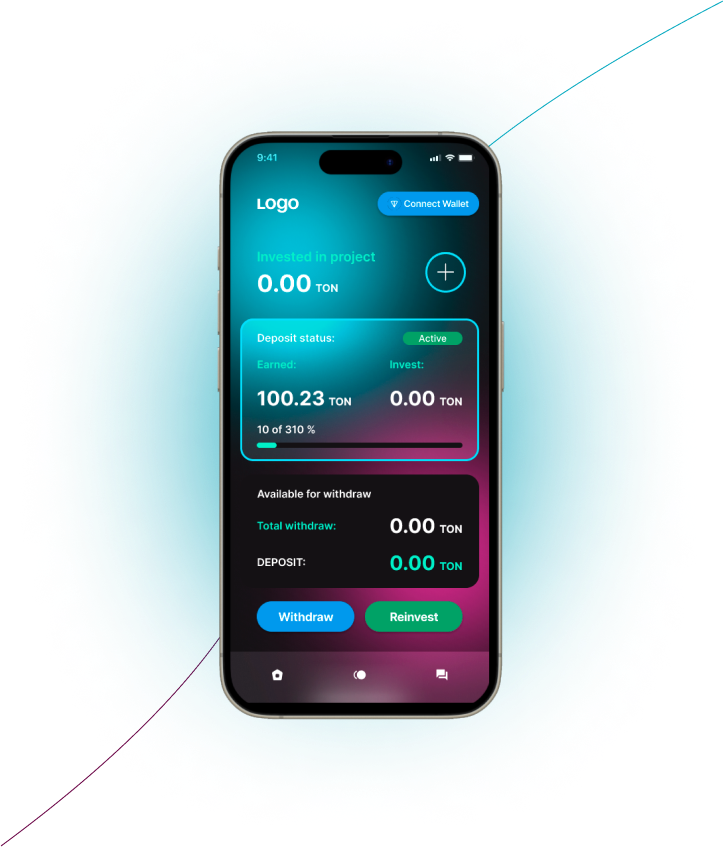 9:41
LOGO
Connect Wallet
Invested in project
0.00 TON
Deposit status:
Active
Earned:
Invest:
100.23 TON
0.00 TON
10 of 310 %
Available for withdraw
Total withdraw:
0.00 TON
DEPOSIT:
0.00 TON
Withdraw
Reinvest